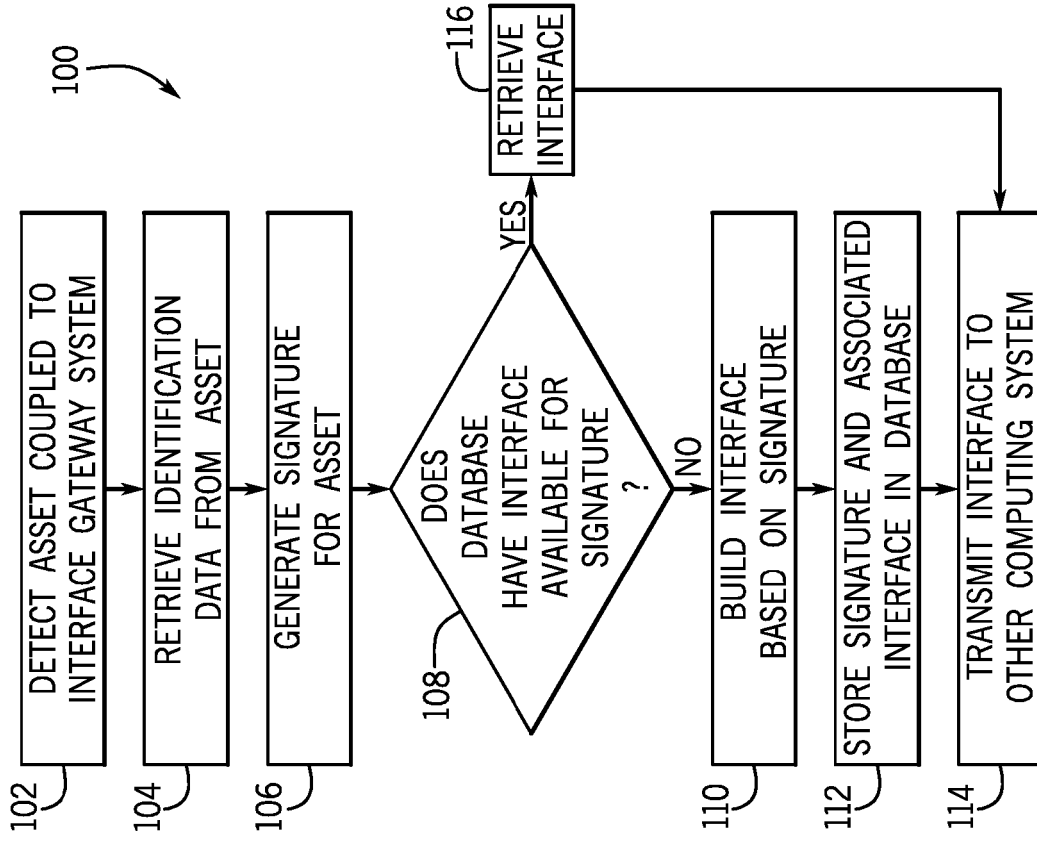 100
102
DETECT ASSET COUPLED TO
INTERFACE GATEWAY SYSTEM
104
RETRIEVE IDENTIFICATION
DATA FROM ASSET
106
GENERATE SIGNATURE
FOR ASSET
108
DOES
DATABASE
HAVE INTERFACE
AVAILABLE FOR
SIGNATURE
?
YES
116
RETRIEVE
INTERFACE
NO
110
BUILD INTERFACE
BASED ON SIGNATURE
112
STORE SIGNATURE AND ASSOCIATED
INTERFACE IN DATABASE
114
TRANSMIT INTERFACE TO
OTHER COMPUTING SYSTEM